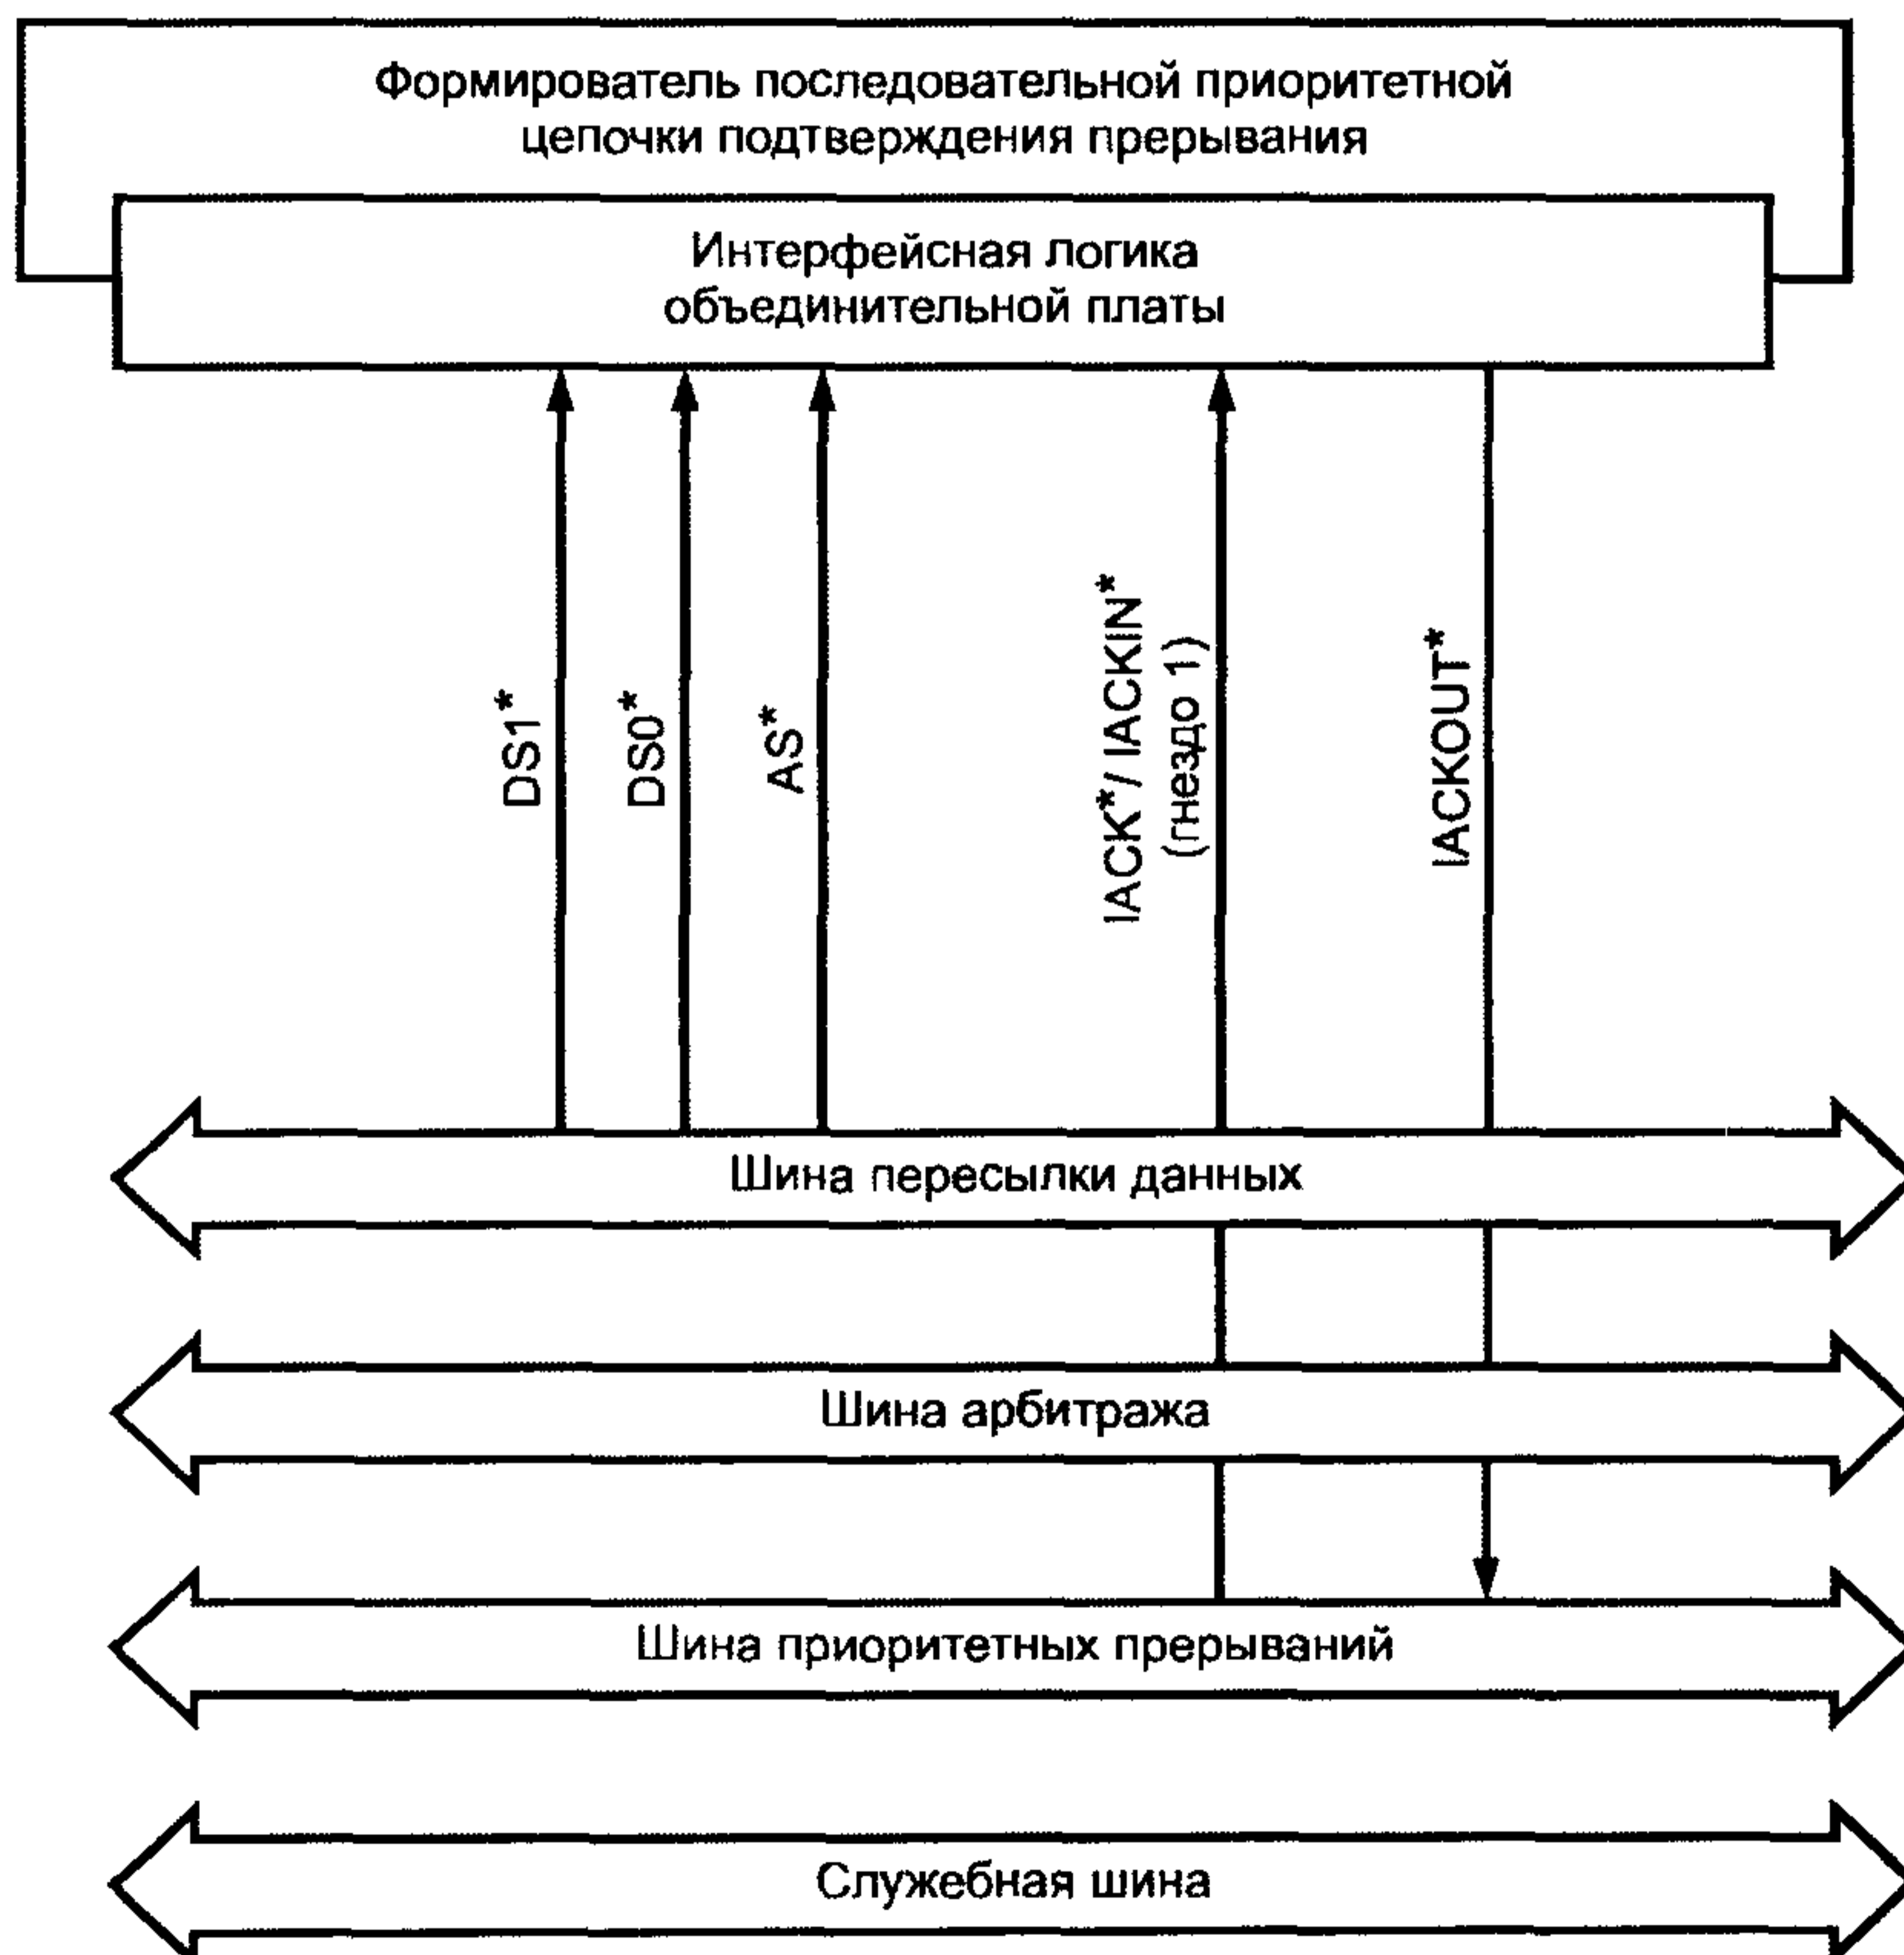 Формирователь последовательной приоритетной
цепочки подтверждения прерывания
Интерфейсная логика
объединительной платы
DS1*
DS0*
AS*
IACK*/ IACKIN*
(гнездо 1)
IACKOUT*
Шина пересылки данных
Шина арбитража
Шина приоритетных прерываний
Служебная шина